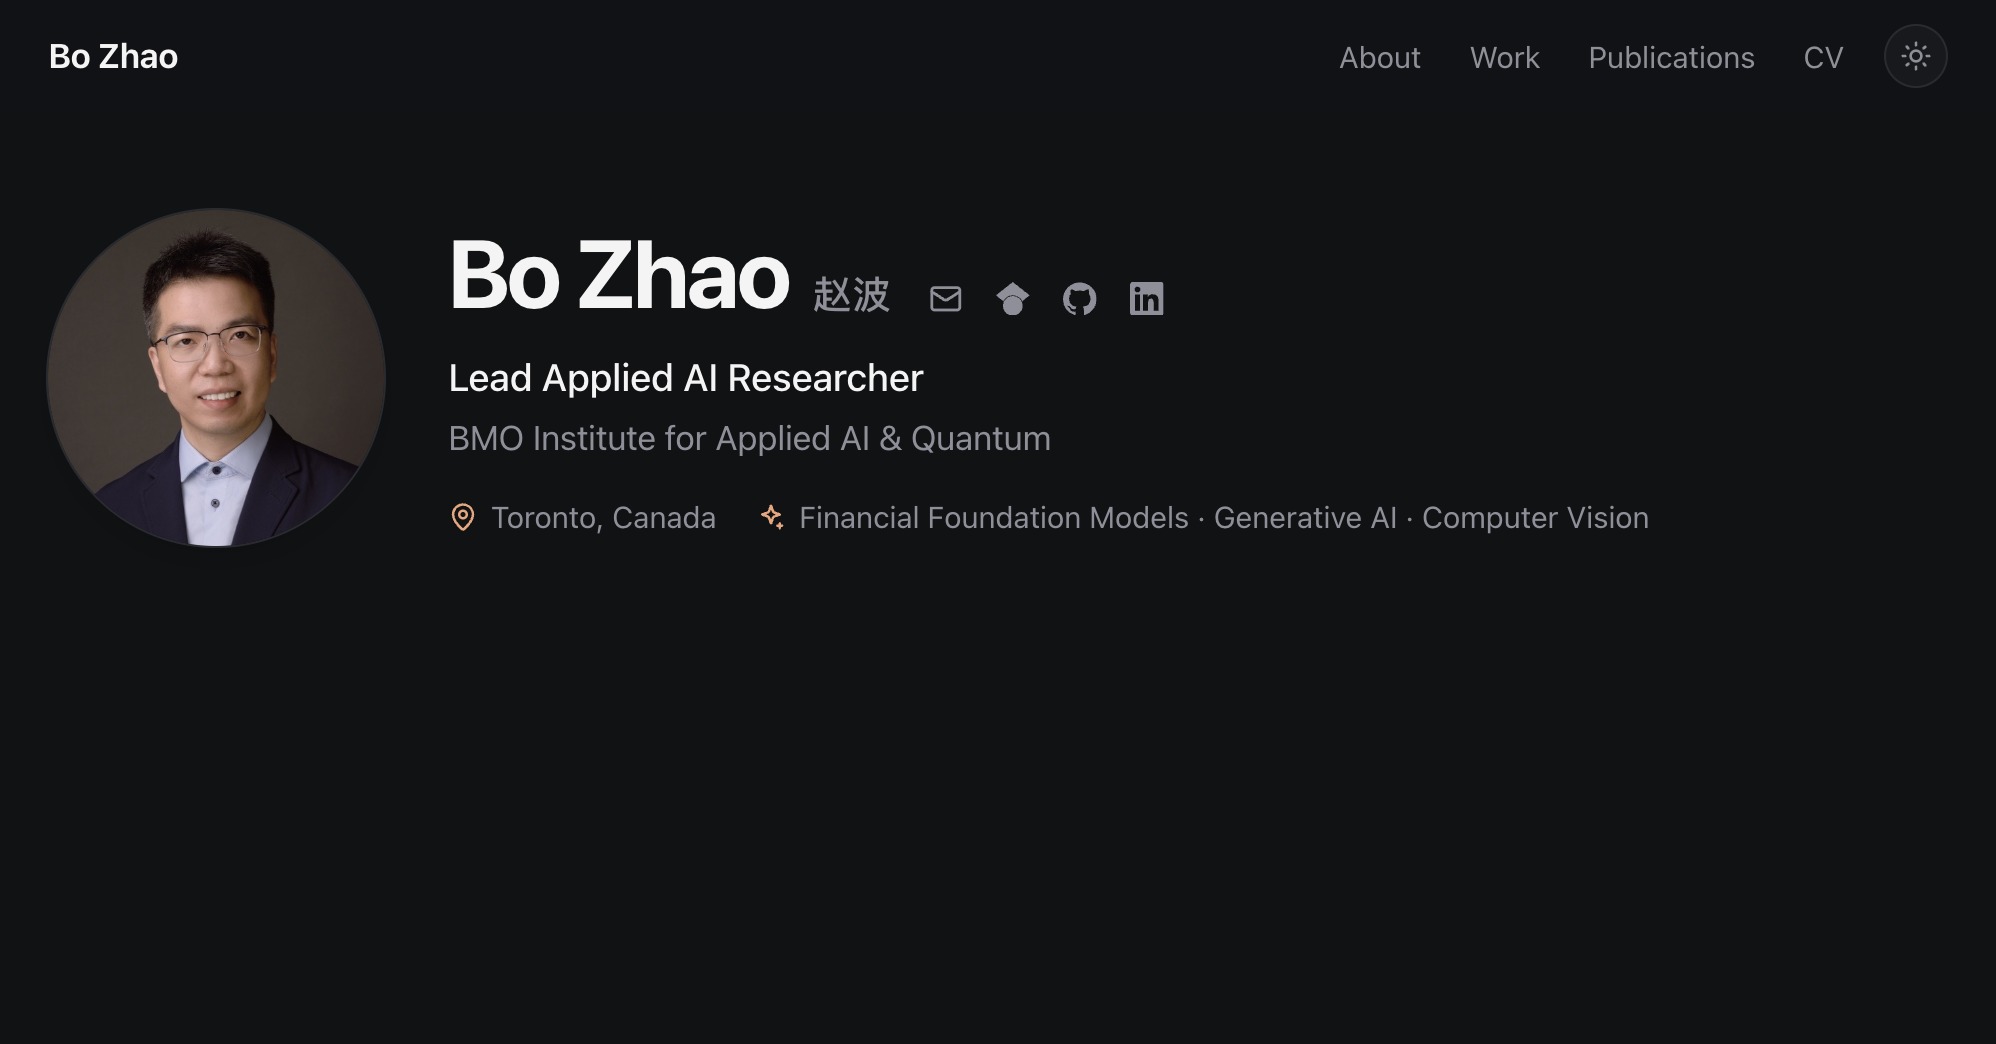 Bo Zhao
About Work Publications CV
Bo Zhao 赵波
Lead Applied AI Researcher
BMO Institute for Applied AI & Quantum
Toronto, Canada Financial Foundation Models · Generative AI · Computer Vision